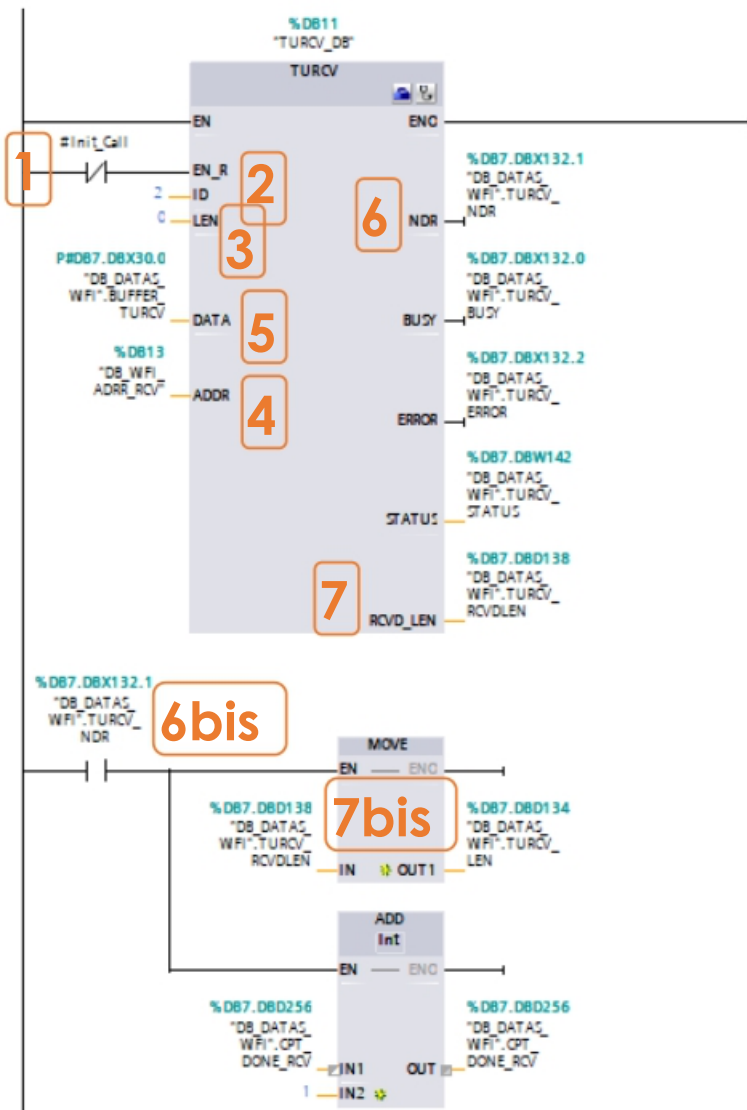 %DB11
"TURCV_DB"
TURCV
EN
ENO
#Init_Call
1
EN_R
2
2
ID
0
LEN
3
%DB7.DBX132.1
"DB_DATAS_
WIFI".TURCV_
NDR
6
NDR
P#DB7.DBX30.0
"DB_DATAS_
WIFI".BUFFER_
TURCV
DATA
5
%DB7.DBX132.0
"DB_DATAS_
WIFI".TURCV_
BUSY
BUSY
%DB13
"DB_WIFI_
ADRR_RCV"
ADDR
4
%DB7.DBX132.2
"DB_DATAS_
WIFI".TURCV_
ERROR
ERROR
%DB7.DBW142
"DB_DATAS_
WIFI".TURCV_
STATUS
STATUS
%DB7.DBD138
"DB_DATAS_
WIFI".TURCV_
RCVDLEN
7
RCVD_LEN
%DB7.DBX132.1
"DB_DATAS_
WIFI".TURCV_
NDR
6bis
MOVE
EN
ENO
%DB7.DBD138
"DB_DATAS_
WIFI".TURCV_
RCVDLEN
IN
7bis
OUT1
%DB7.DBD134
"DB_DATAS_
WIFI".TURCV_
LEN
ADD
Int
EN
ENO
%DB7.DBD256
"DB_DATAS_
WIFI".CPT_
DONE_RCV
IN1
OUT
%DB7.DBD256
"DB_DATAS_
WIFI".CPT_
DONE_RCV
1
IN2